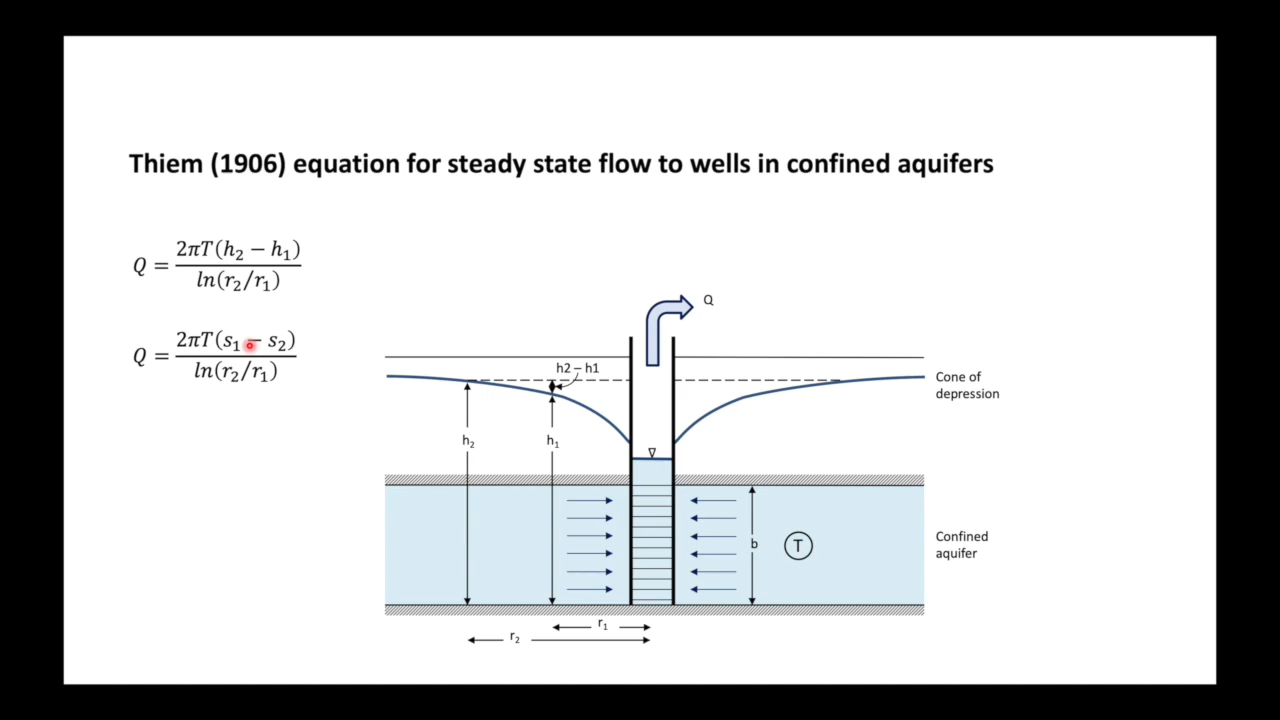 Thiem (1906) equation for steady state flow to wells in confined aquifers
Q = 2πT(h₂ − h₁) / ln(r₂/r₁)
Q = 2πT(s₁ − s₂) / ln(r₂/r₁)
Q
h2 – h1
Cone of
depression
h₂
h₁
b
T
Confined
aquifer
r₁
r₂